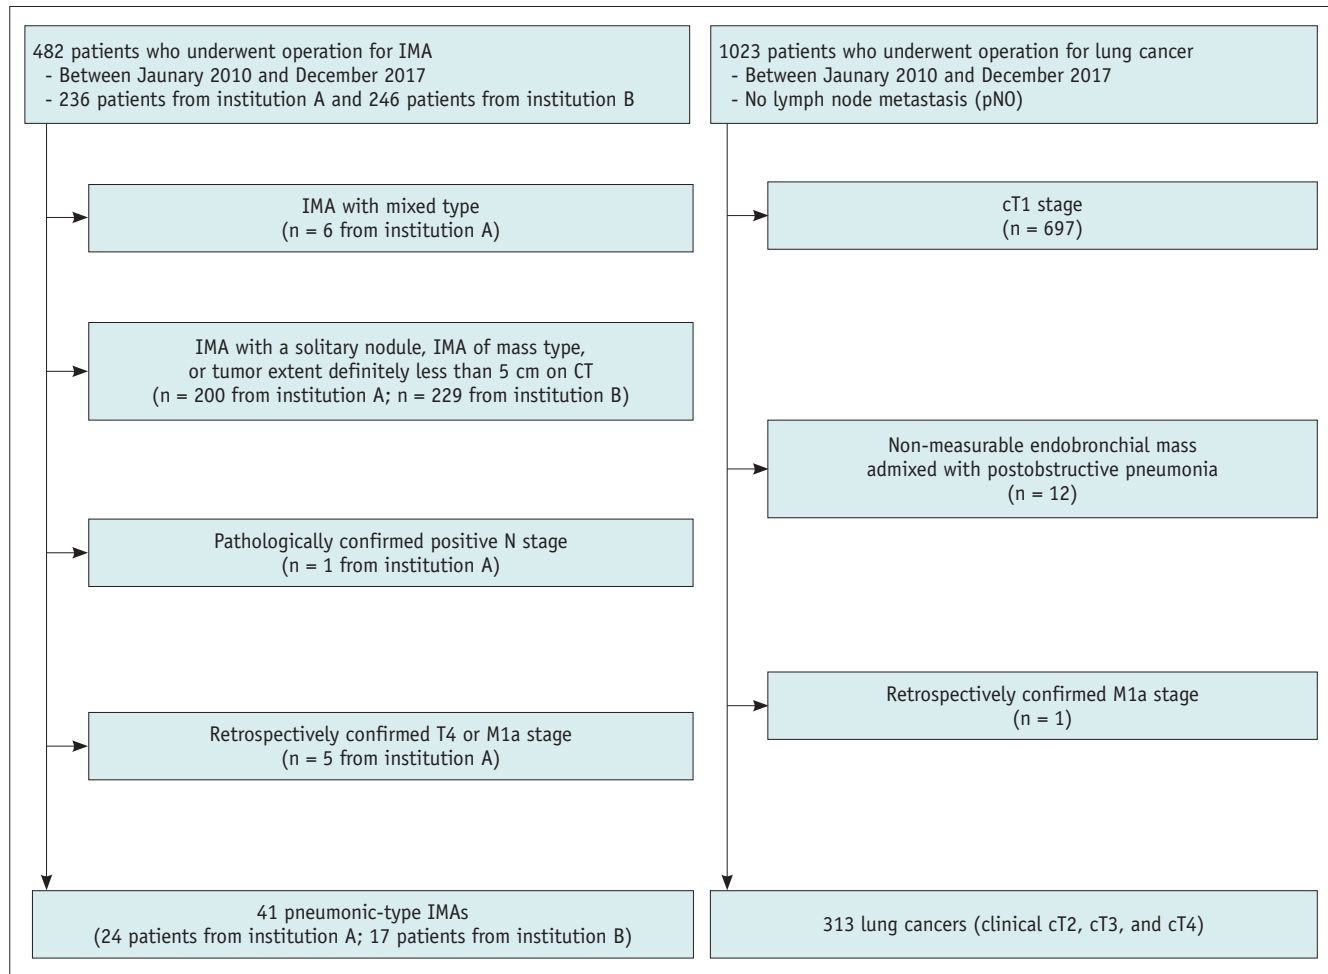 482 patients who underwent operation for IMA
- Between Jaunary 2010 and December 2017
- 236 patients from institution A and 246 patients from institution B
IMA with mixed type
(n = 6 from institution A)
IMA with a solitary nodule, IMA of mass type,
or tumor extent definitely less than 5 cm on CT
(n = 200 from institution A; n = 229 from institution B)
Pathologically confirmed positive N stage
(n = 1 from institution A)
Retrospectively confirmed T4 or M1a stage
(n = 5 from institution A)
41 pneumonic-type IMAs
(24 patients from institution A; 17 patients from institution B)
1023 patients who underwent operation for lung cancer
- Between Jaunary 2010 and December 2017
- No lymph node metastasis (pNO)
cT1 stage
(n = 697)
Non-measurable endobronchial mass
admixed with postobstructive pneumonia
(n = 12)
Retrospectively confirmed M1a stage
(n = 1)
313 lung cancers (clinical cT2, cT3, and cT4)